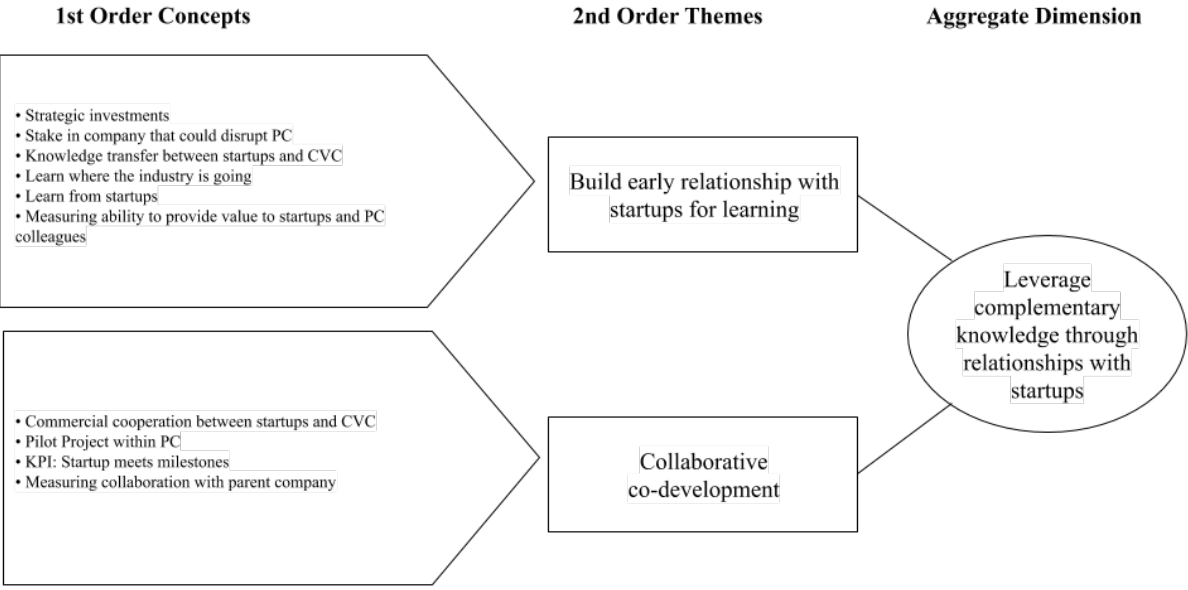 1st Order Concepts
2nd Order Themes
Aggregate Dimension
• Strategic investments
• Stake in company that could disrupt PC
• Knowledge transfer between startups and CVC
• Learn where the industry is going
• Learn from startups
• Measuring ability to provide value to startups and PC
colleagues
Build early relationship with
startups for learning
• Commercial cooperation between startups and CVC
• Pilot Project within PC
• KPI: Startup meets milestones
• Measuring collaboration with parent company
Collaborative
co-development
Leverage
complementary
knowledge through
relationships with
startups